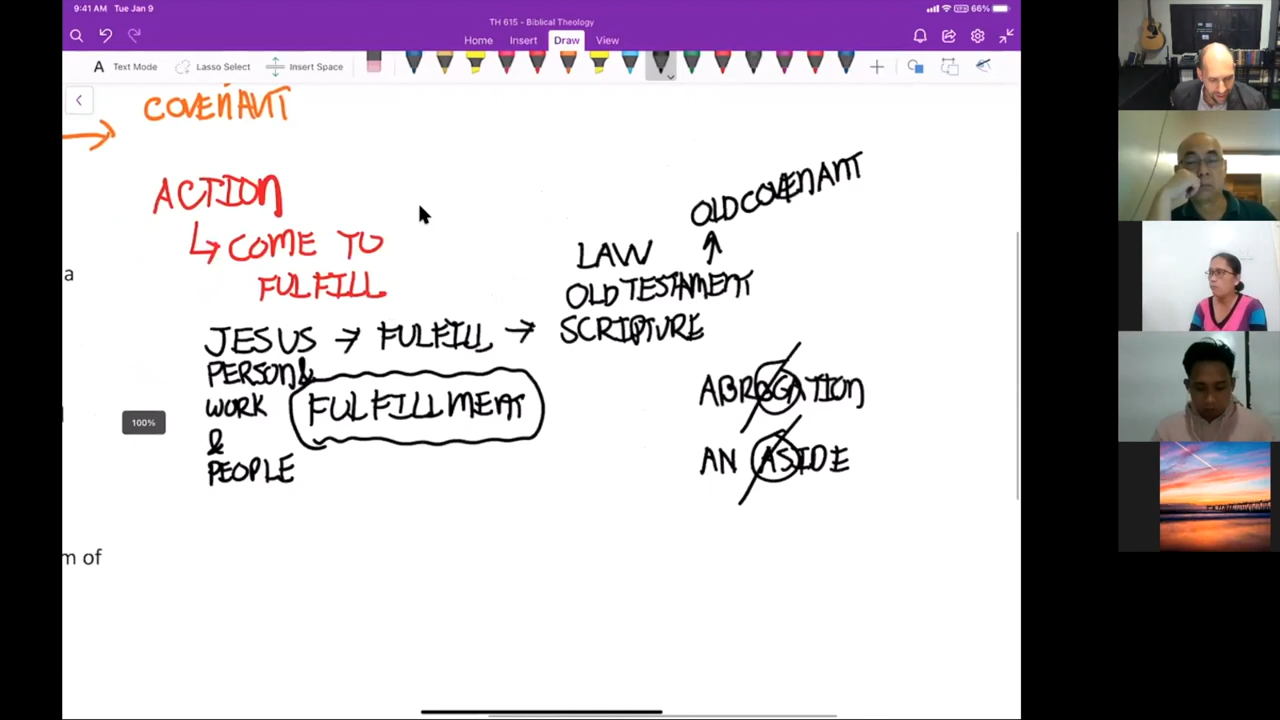 9:41 AM Tue Jan 9
66%
TH 615 - Biblical Theology
Home Insert Draw View
Text Mode Lasso Select Insert Space
COVENANT
ACTION
COME TO
FULFILL
a
OLD COVENANT
LAW
OLD TESTAMENT
JESUS → FULFILL → SCRIPTURE
PERSON &
WORK
&
PEOPLE
FULFILLMENT
100%
ABROGATION
AN ASIDE
m of